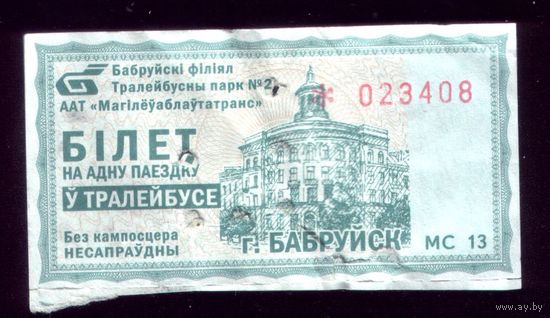 Бабруйскі філіял
Тралейбусны парк №2
ААТ «Магілёўаблаўтатранс»
* 023408
БІЛЕТ
НА АДНУ ПАЕЗДКУ
Ў ТРАЛЕЙБУСЕ
Без кампосцера
НЕСАПРАЎДНЫ
г. БАБРУЙСК
МС 13
www.ay.by